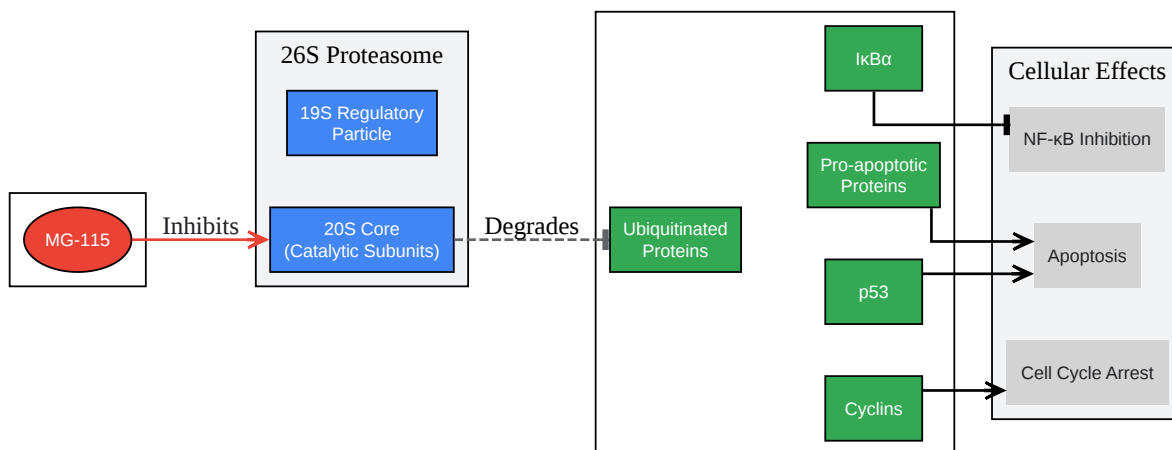 26S Proteasome
19S Regulatory
Particle
MG-115
Inhibits
20S Core
(Catalytic Subunits)
Degrades
Ubiquitinated
Proteins
IκBα
Pro-apoptotic
Proteins
p53
Cyclins
Cellular Effects
NF-κB Inhibition
Apoptosis
Cell Cycle Arrest